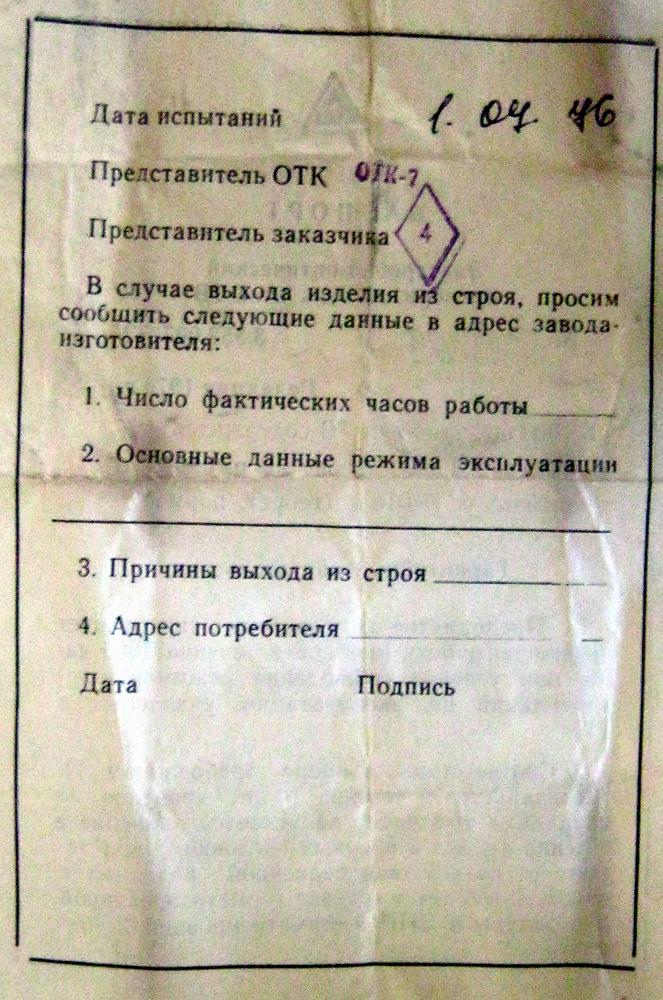 Дата испытаний 1. 04 76
Представитель ОТК ОТК-7
Представитель заказчика 4
В случае выхода изделия из строя, просим
сообщить следующие данные в адрес завода-
изготовителя:
1. Число фактических часов работы
2. Основные данные режима эксплуатации
3. Причины выхода из строя
4. Адрес потребителя
Дата Подпись